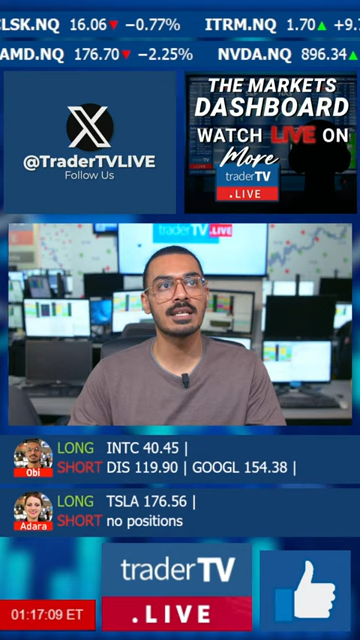 CLSK.NQ 16.06▼ −0.77% ITRM.NQ 1.70▲ +9.
AMD.NQ 176.70▼ −2.25% NVDA.NQ 896.34▲
@TraderTVLIVE
Follow Us
THE MARKETS
DASHBOARD
WATCH LIVE ON
More
traderTV
.LIVE
traderTV
.LIVE
LONG INTC 40.45 |
SHORT DIS 119.90 | GOOGL 154.38 |
Obi
LONG TSLA 176.56 |
SHORT no positions
Adara
traderTV
.LIVE
01:17:09 ET